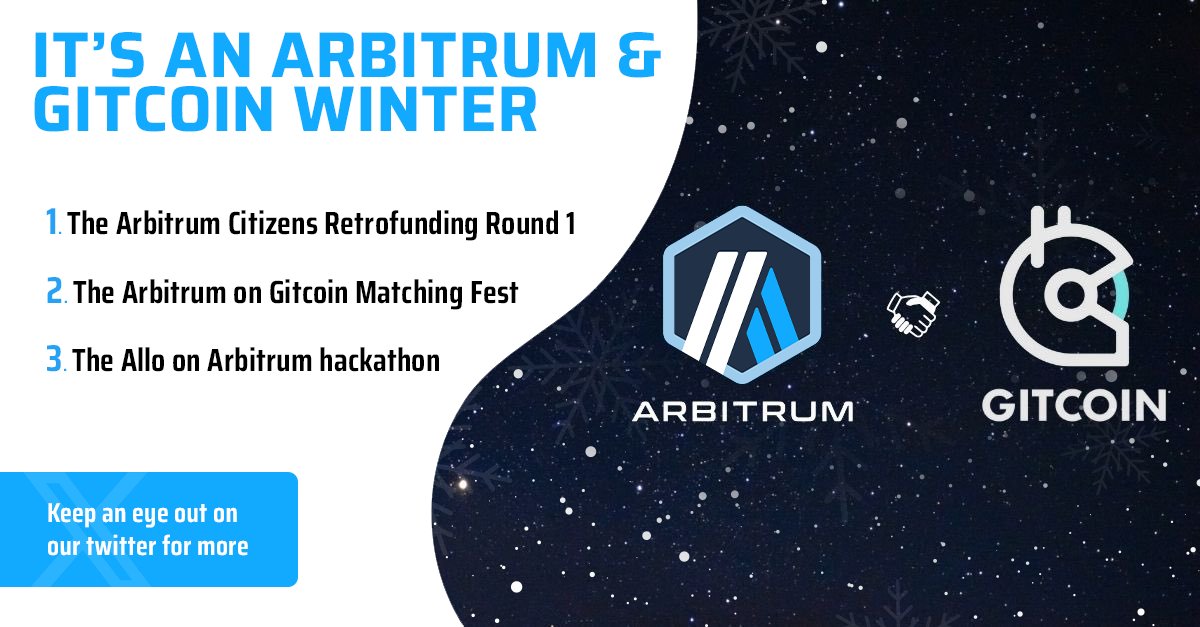 IT'S AN ARBITRUM &
GITCOIN WINTER
1. The Arbitrum Citizens Retrofunding Round 1
2. The Arbitrum on Gitcoin Matching Fest
3. The Allo on Arbitrum hackathon
ARBITRUM
GITCOIN
Keep an eye out on
our twitter for more